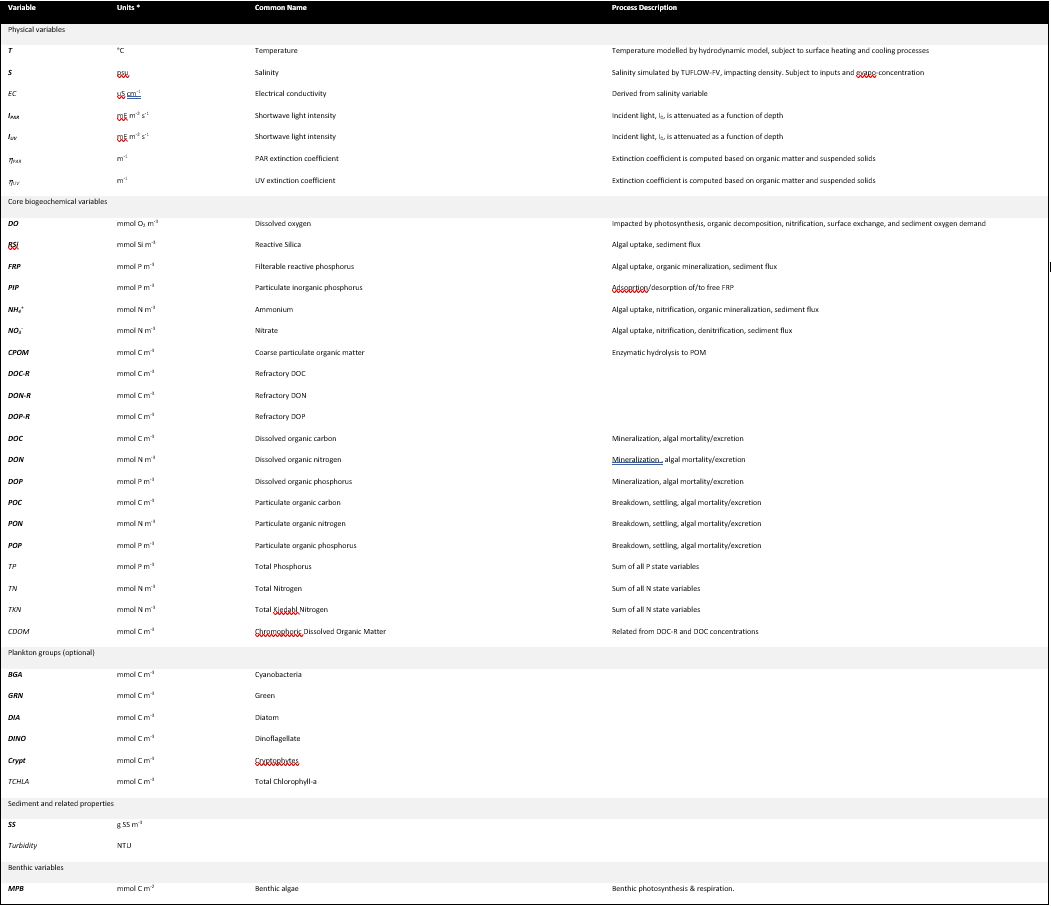 Variable Units * Common Name Process Description
Physical variables
T °C Temperature Temperature modelled by hydrodynamic model, subject to surface heating and cooling processes
S psu Salinity Salinity simulated by TUFLOW-FV, impacting density. Subject to inputs and evapo-concentration
EC uS cm⁻¹ Electrical conductivity Derived from salinity variable
I_PAR mE m⁻² s⁻¹ Shortwave light intensity Incident light, I₀, is attenuated as a function of depth
I_UV mE m⁻² s⁻¹ Shortwave light intensity Incident light, I₀, is attenuated as a function of depth
η_PAR m⁻¹ PAR extinction coefficient Extinction coefficient is computed based on organic matter and suspended solids
η_UV m⁻¹ UV extinction coefficient Extinction coefficient is computed based on organic matter and suspended solids
Core biogeochemical variables
DO mmol O₂ m⁻³ Dissolved oxygen Impacted by photosynthesis, organic decomposition, nitrification, surface exchange, and sediment oxygen demand
RSi mmol Si m⁻³ Reactive Silica Algal uptake, sediment flux
FRP mmol P m⁻³ Filterable reactive phosphorus Algal uptake, organic mineralization, sediment flux
PIP mmol P m⁻³ Particulate inorganic phosphorus Adsoprtion/desorption of/to free FRP
NH₄⁺ mmol N m⁻³ Ammonium Algal uptake, nitrification, organic mineralization, sediment flux
NO₃⁻ mmol N m⁻³ Nitrate Algal uptake, nitrification, denitrification, sediment flux
CPOM mmol C m⁻³ Coarse particulate organic matter Enzymatic hydrolysis to POM
DOC-R mmol C m⁻³ Refractory DOC
DON-R mmol C m⁻³ Refractory DON
DOP-R mmol C m⁻³ Refractory DOP
DOC mmol C m⁻³ Dissolved organic carbon Mineralization, algal mortality/excretion
DON mmol N m⁻³ Dissolved organic nitrogen Mineralization , algal mortality/excretion
DOP mmol P m⁻³ Dissolved organic phosphorus Mineralization, algal mortality/excretion
POC mmol C m⁻³ Particulate organic carbon Breakdown, settling, algal mortality/excretion
PON mmol N m⁻³ Particulate organic nitrogen Breakdown, settling, algal mortality/excretion
POP mmol P m⁻³ Particulate organic phosphorus Breakdown, settling, algal mortality/excretion
TP mmol P m⁻³ Total Phosphorus Sum of all P state variables
TN mmol N m⁻³ Total Nitrogen Sum of all N state variables
TKN mmol N m⁻³ Total Kjedahl Nitrogen Sum of all N state variables
CDOM mmol C m⁻³ Chromophoric Dissolved Organic Matter Related from DOC-R and DOC concentrations
Plankton groups (optional)
BGA mmol C m⁻³ Cyanobacteria
GRN mmol C m⁻³ Green
DIA mmol C m⁻³ Diatom
DINO mmol C m⁻³ Dinoflagellate
Crypt mmol C m⁻³ Cryptophytes
TCHLA mmol C m⁻³ Total Chlorophyll-a
Sediment and related properties
SS g SS m⁻³
Turbidity NTU
Benthic variables
MPB mmol C m⁻² Benthic algae Benthic photosynthesis & respiration.